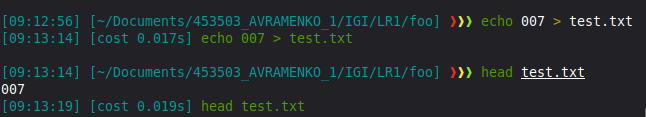 [09:12:56] [~/Documents/453503_AVRAMENKO_1/IGI/LR1/foo] ❯❯❯ echo 007 > test.txt
[09:13:14] [cost 0.017s] echo 007 > test.txt
[09:13:14] [~/Documents/453503_AVRAMENKO_1/IGI/LR1/foo] ❯❯❯ head test.txt
007
[09:13:19] [cost 0.019s] head test.txt